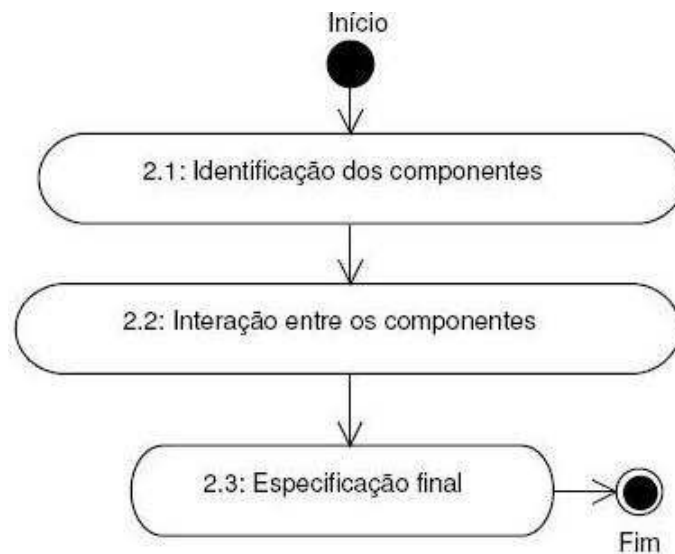 Início
2.1: Identificação dos componentes
2.2: Interação entre os componentes
2.3: Especificação final
Fim